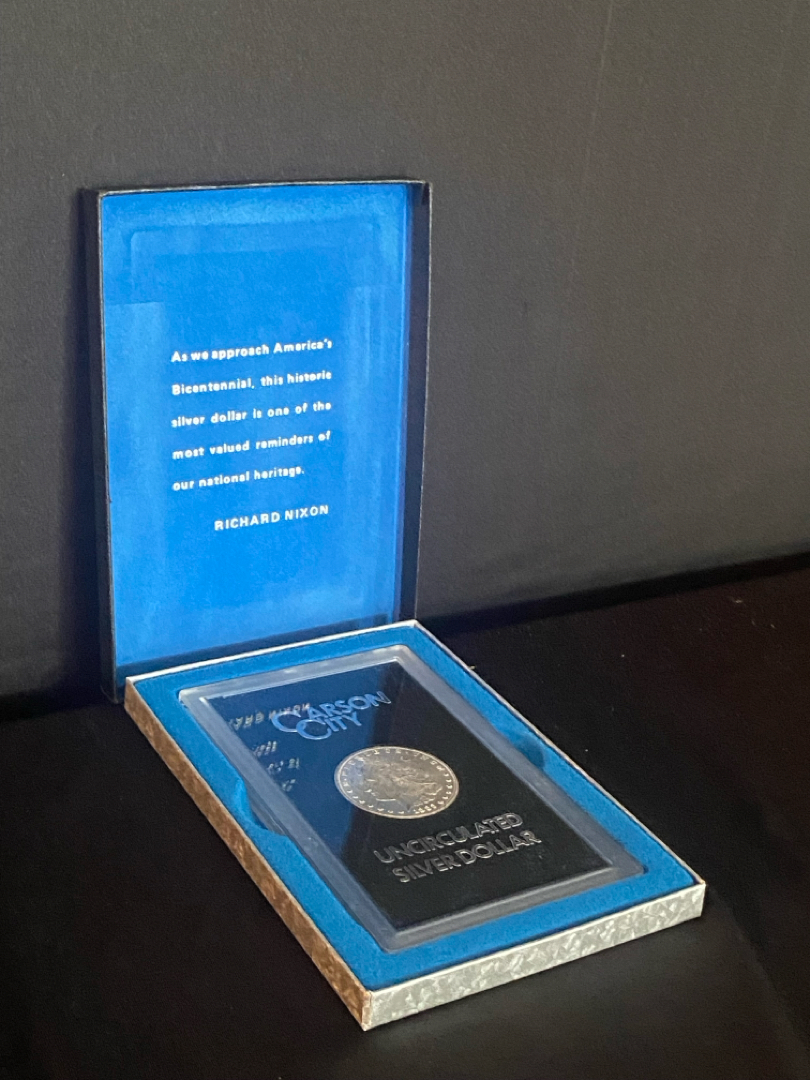 As we approach America's
Bicentennial, this historic
silver dollar is one of the
most valued reminders of
our national heritage.
RICHARD NIXON
CARSON
CITY
UNCIRCULATED
SILVER DOLLAR